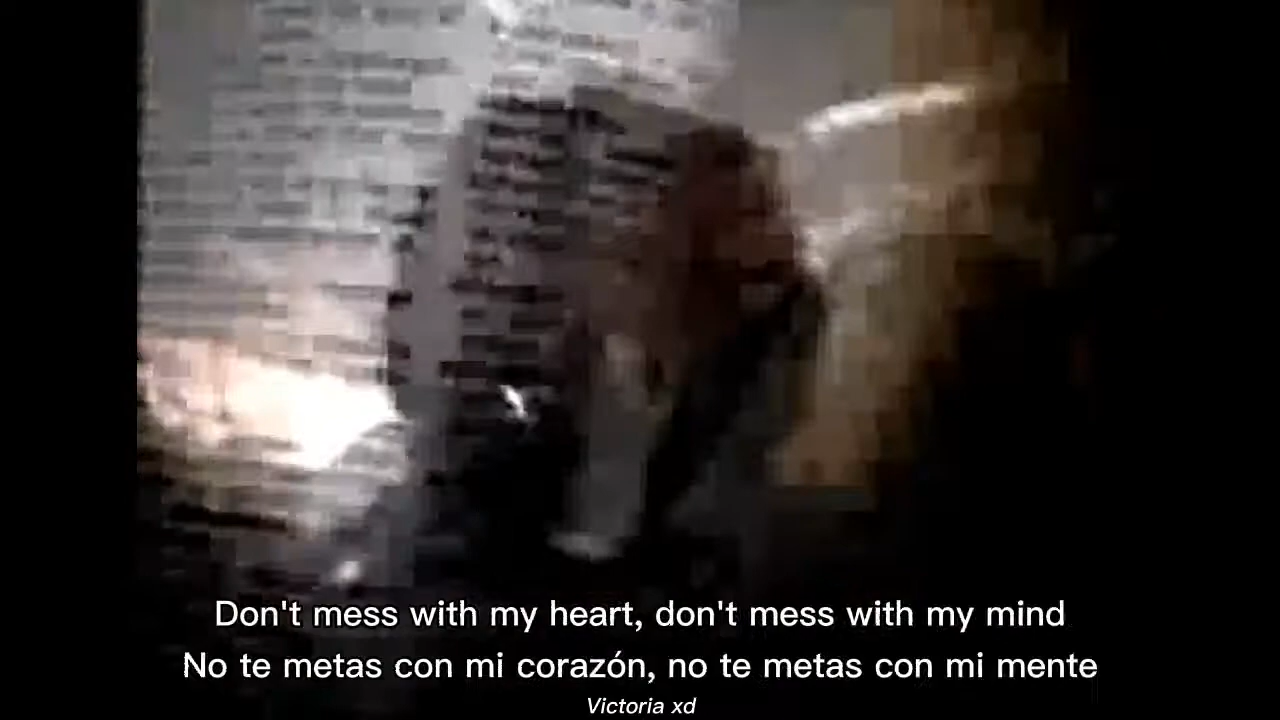 Don't mess with my heart, don't mess with my mind
No te metas con mi corazón, no te metas con mi mente
Victoria xd